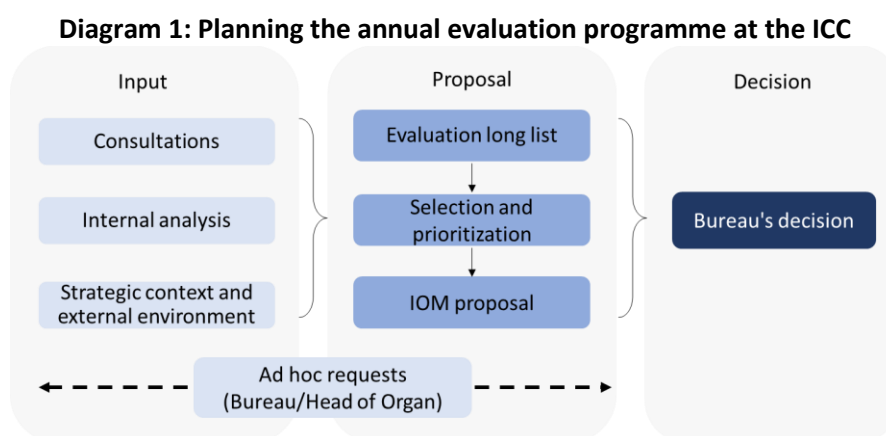 Diagram 1: Planning the annual evaluation programme at the ICC
Input
Consultations
Internal analysis
Strategic context and
external environment
Proposal
Evaluation long list
Selection and
prioritization
IOM proposal
Decision
Bureau's decision
Ad hoc requests
(Bureau/Head of Organ)